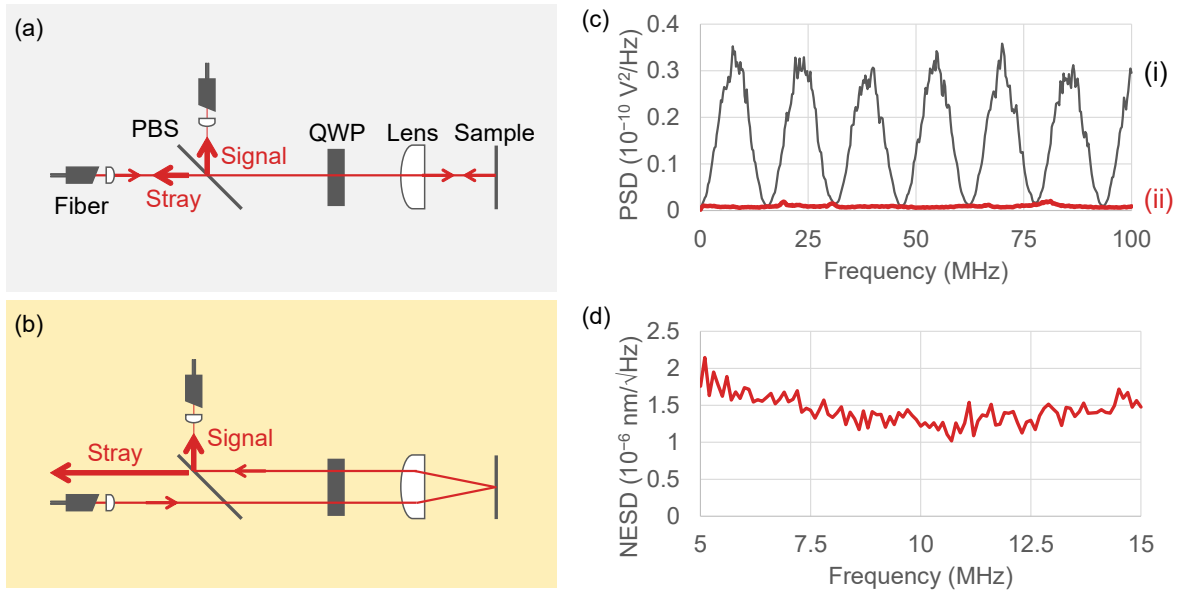 (a)
PBS
Signal
QWP
Lens
Sample
Fiber
Stray
(b)
Signal
Stray
(c)
PSD (10⁻¹⁰ V²/Hz)
0.4
0.3
0.2
0.1
0
0 25 50 75 100
Frequency (MHz)
(i)
(ii)
(d)
NESD (10⁻⁶ nm/√Hz)
2.5
2
1.5
1
0.5
0
5 7.5 10 12.5 15
Frequency (MHz)